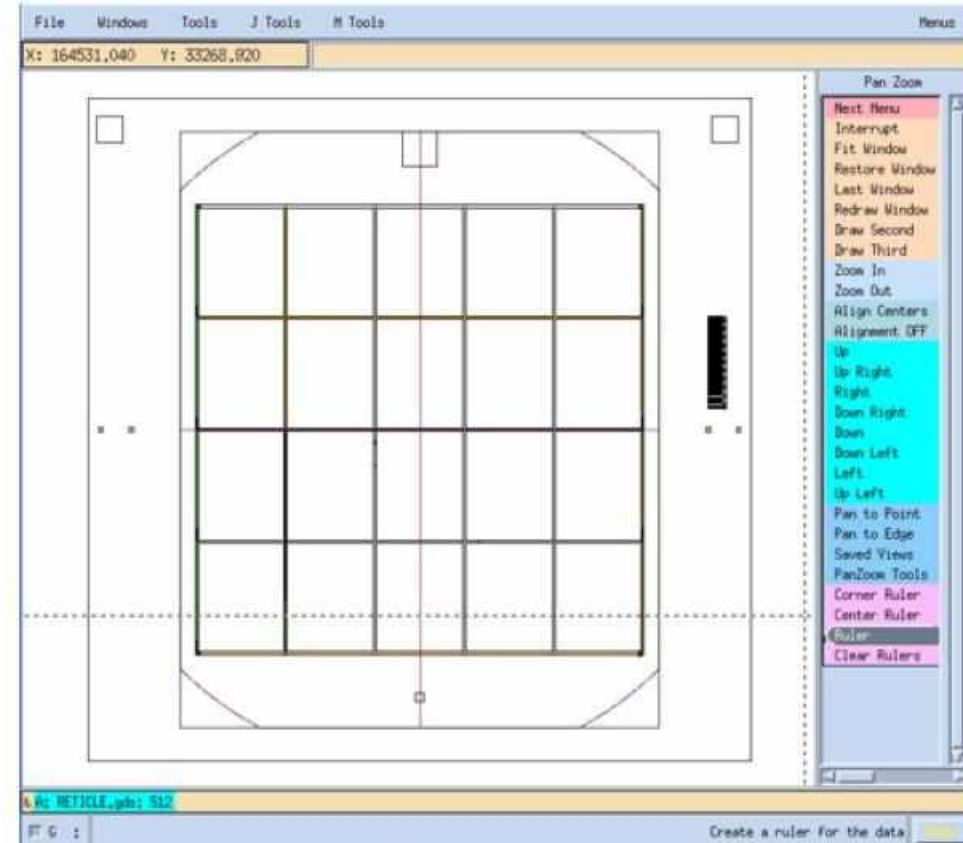 File Windows Tools J Tools M Tools Menus
X: 164531,040 Y: 33268,920
Pan Zoom
Next Menu
Interrupt
Fit Window
Restore Window
Last Window
Redraw Window
Draw Second
Draw Third
Zoom In
Zoom Out
Align Centers
Alignment OFF
Up
Up Right
Right
Down Right
Down
Down Left
Left
Up Left
Pan to Point
Pan to Edge
Saved Views
PanZoom Tools
Corner Ruler
Center Ruler
Ruler
Clear Rulers
A: RETICLE.gds: 512
Create a ruler for the data